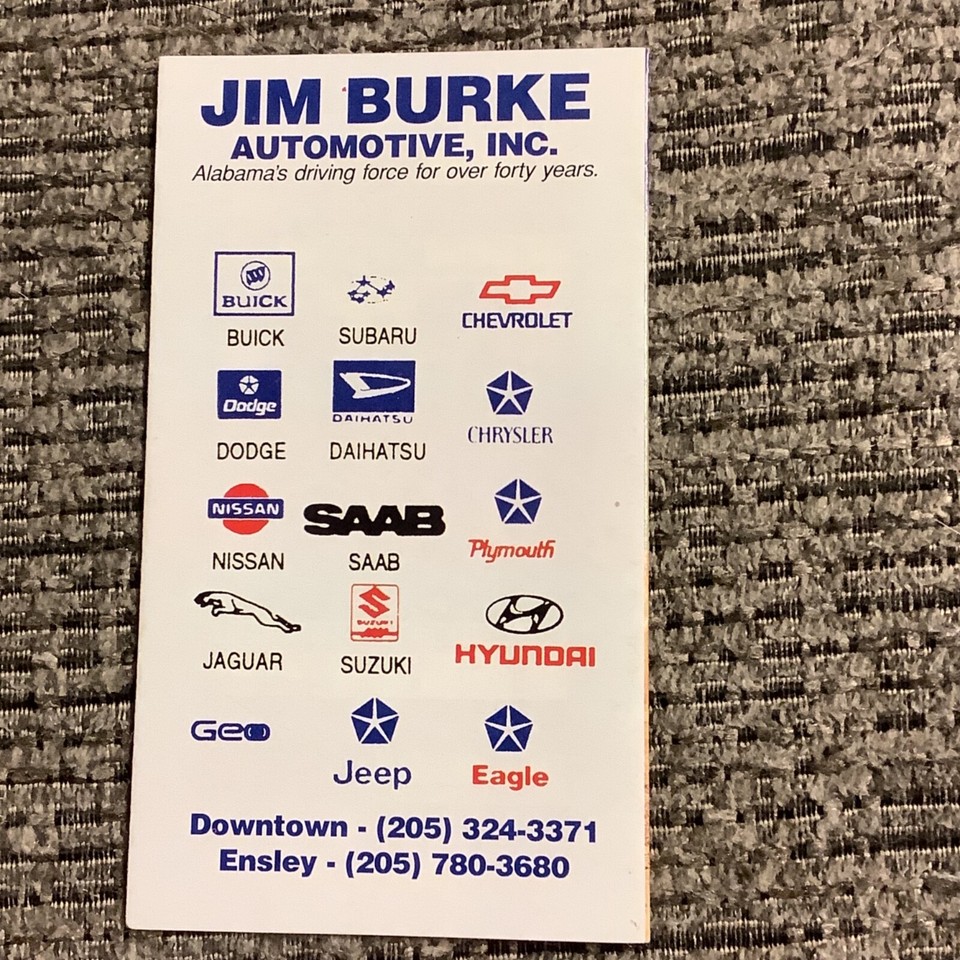 JIM BURKE
AUTOMOTIVE, INC.
Alabama's driving force for over forty years.
BUICK
BUICK
SUBARU
CHEVROLET
Dodge
DODGE
DAIHATSU
DAIHATSU
CHRYSLER
NISSAN
NISSAN
SAAB
SAAB
Plymouth
JAGUAR
SUZUKI
SUZUKI
HYUNDAI
Geo
Jeep
Eagle
Downtown - (205) 324-3371
Ensley - (205) 780-3680